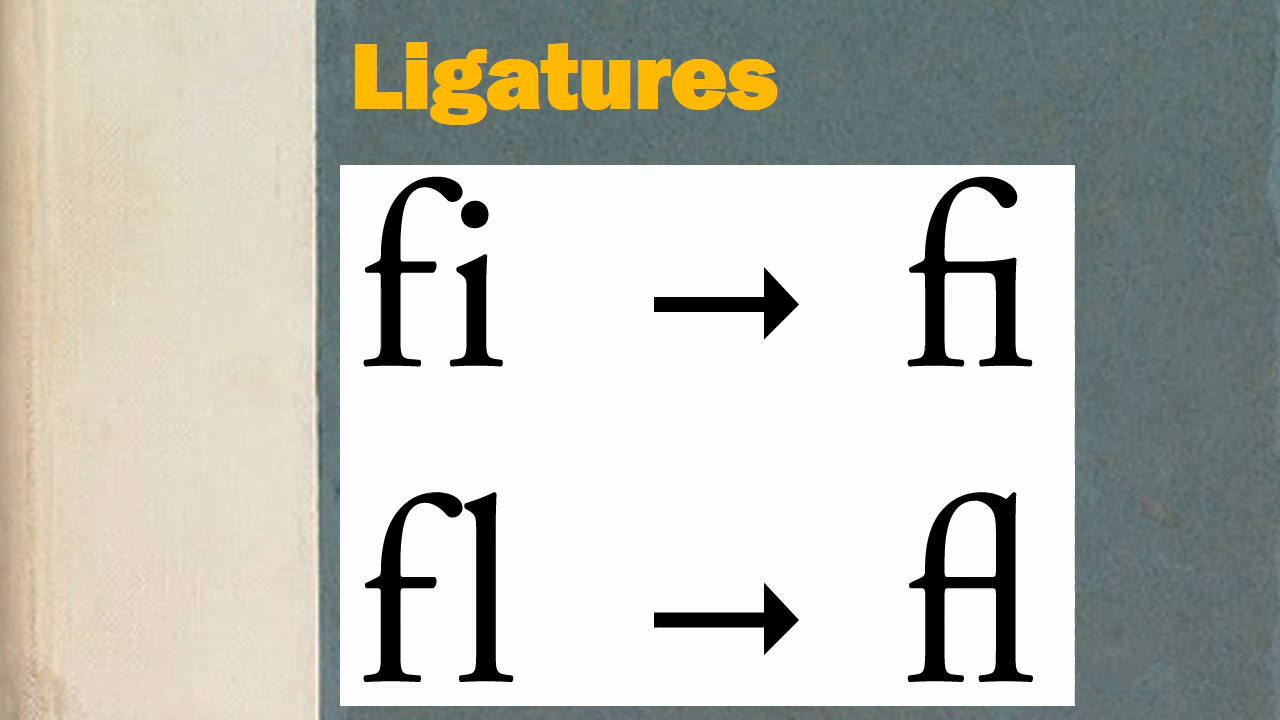 Ligatures
fi → ﬁ
fl → ﬂ